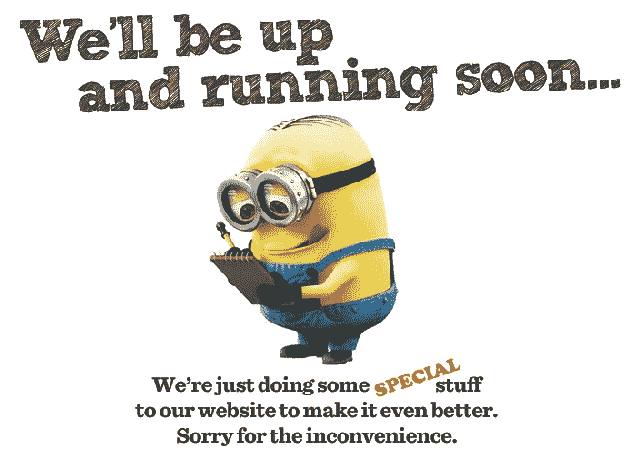 We'll be up
and running soon...
We're just doing some SPECIAL stuff
to our website to make it even better.
Sorry for the inconvenience.